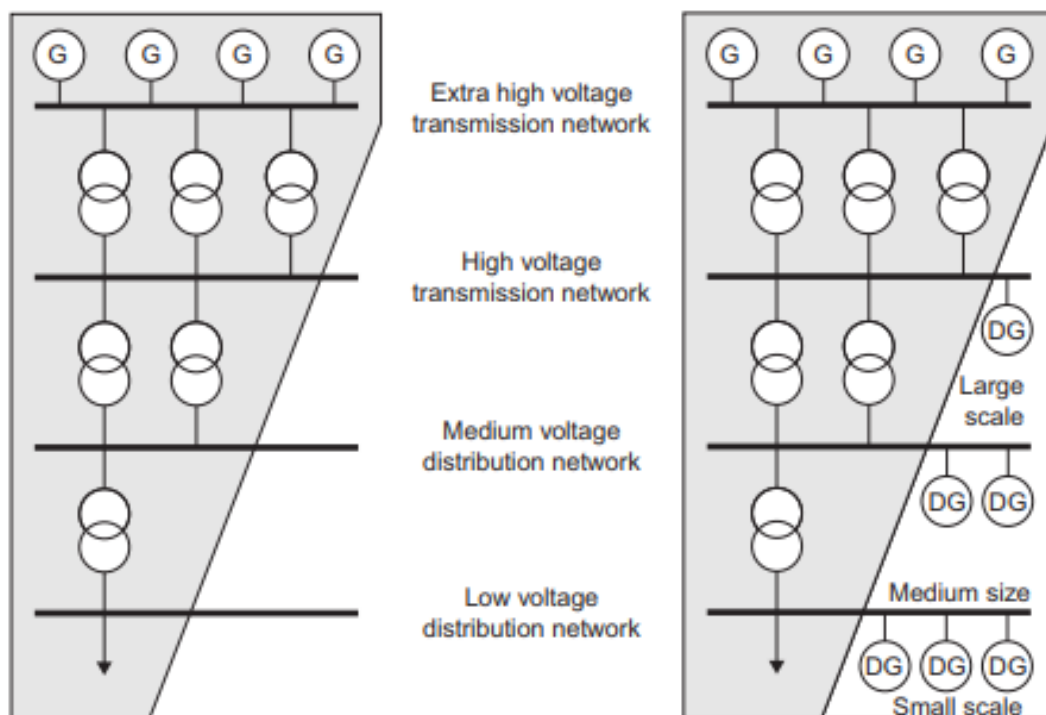 G G G G
G G G G
Extra high voltage
transmission network
High voltage
transmission network
DG
Large
scale
Medium voltage
distribution network
DG DG
Medium size
Low voltage
distribution network
DG DG DG
Small scale